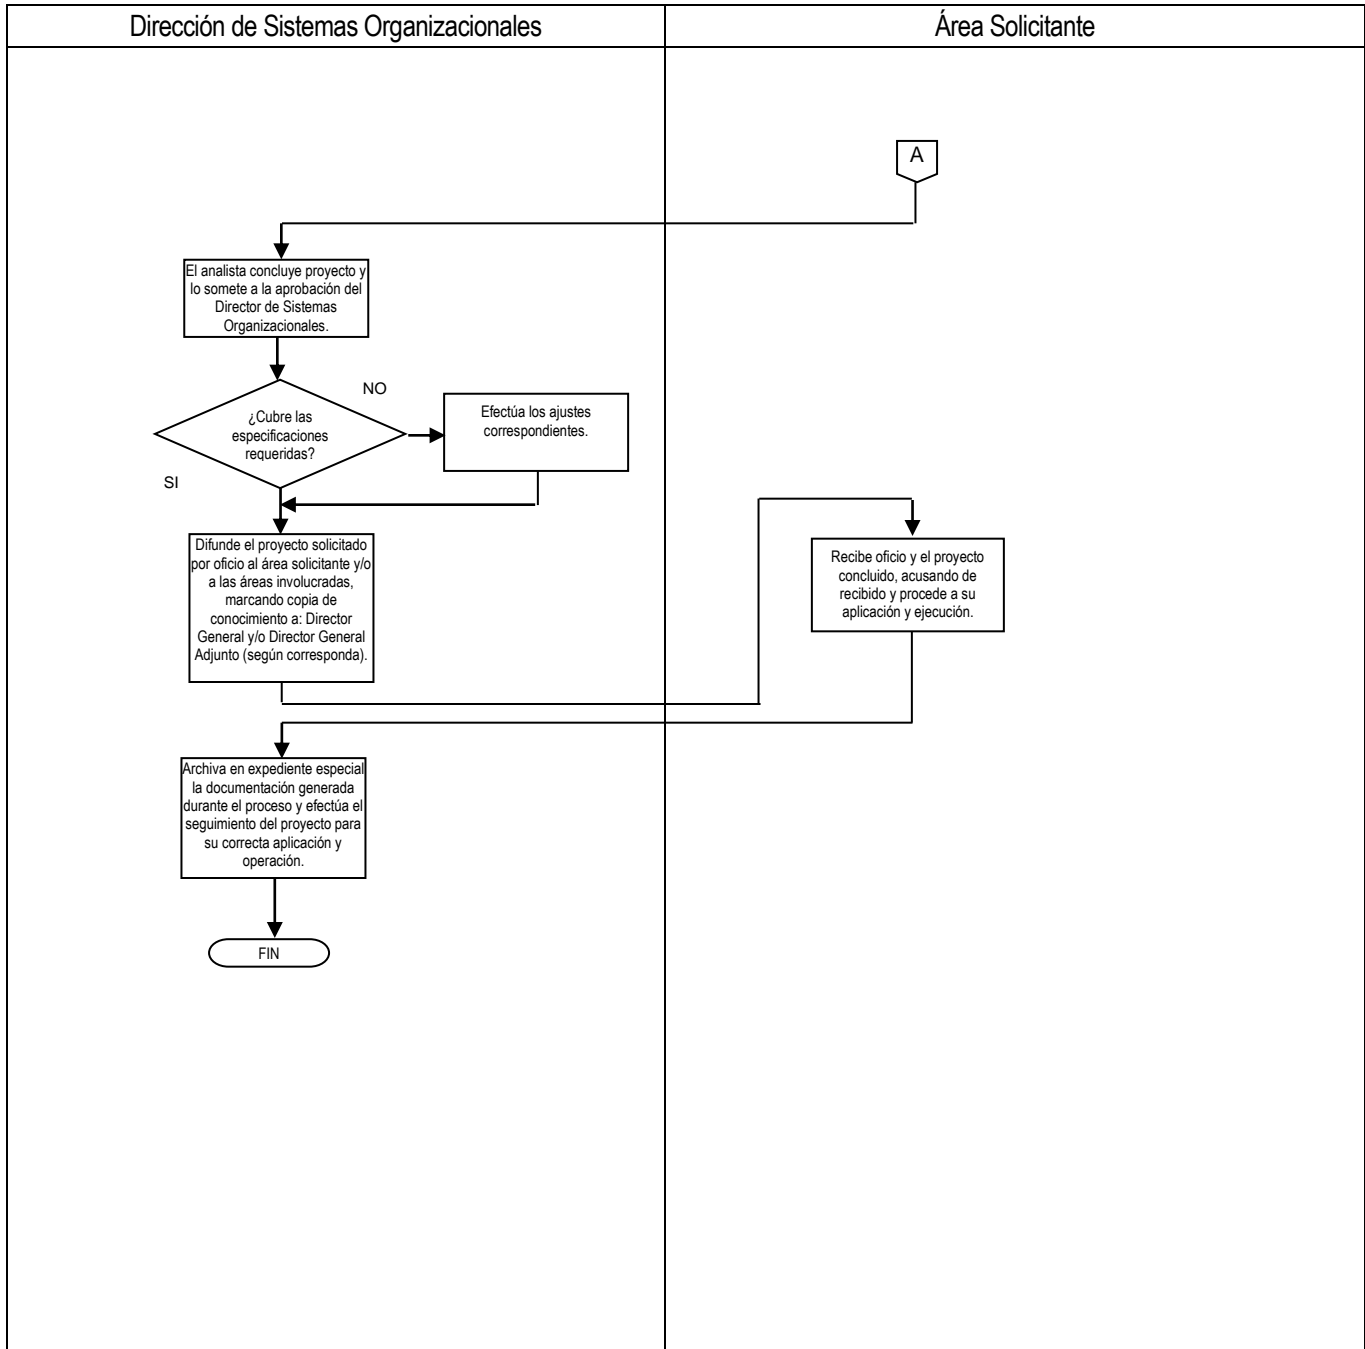 Dirección de Sistemas Organizacionales
Área Solicitante
A
El analista concluye proyecto y
lo somete a la aprobación del
Director de Sistemas
Organizacionales.
NO
¿Cubre las
especificaciones
requeridas?
Efectúa los ajustes
correspondientes.
SI
Difunde el proyecto solicitado
por oficio al área solicitante y/o
a las áreas involucradas,
marcando copia de
conocimiento a: Director
General y/o Director General
Adjunto (según corresponda).
Recibe oficio y el proyecto
concluido, acusando de
recibido y procede a su
aplicación y ejecución.
Archiva en expediente especial
la documentación generada
durante el proceso y efectúa el
seguimiento del proyecto para
su correcta aplicación y
operación.
FIN